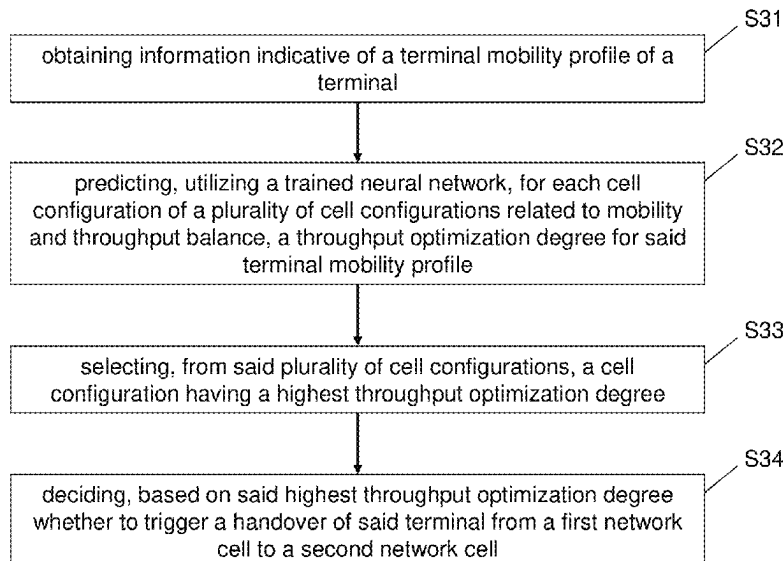 S31
obtaining information indicative of a terminal mobility profile of a
terminal
S32
predicting, utilizing a trained neural network, for each cell
configuration of a plurality of cell configurations related to mobility
and throughput balance, a throughput optimization degree for said
terminal mobility profile
S33
selecting, from said plurality of cell configurations, a cell
configuration having a highest throughput optimization degree
S34
deciding, based on said highest throughput optimization degree
whether to trigger a handover of said terminal from a first network
cell to a second network cell